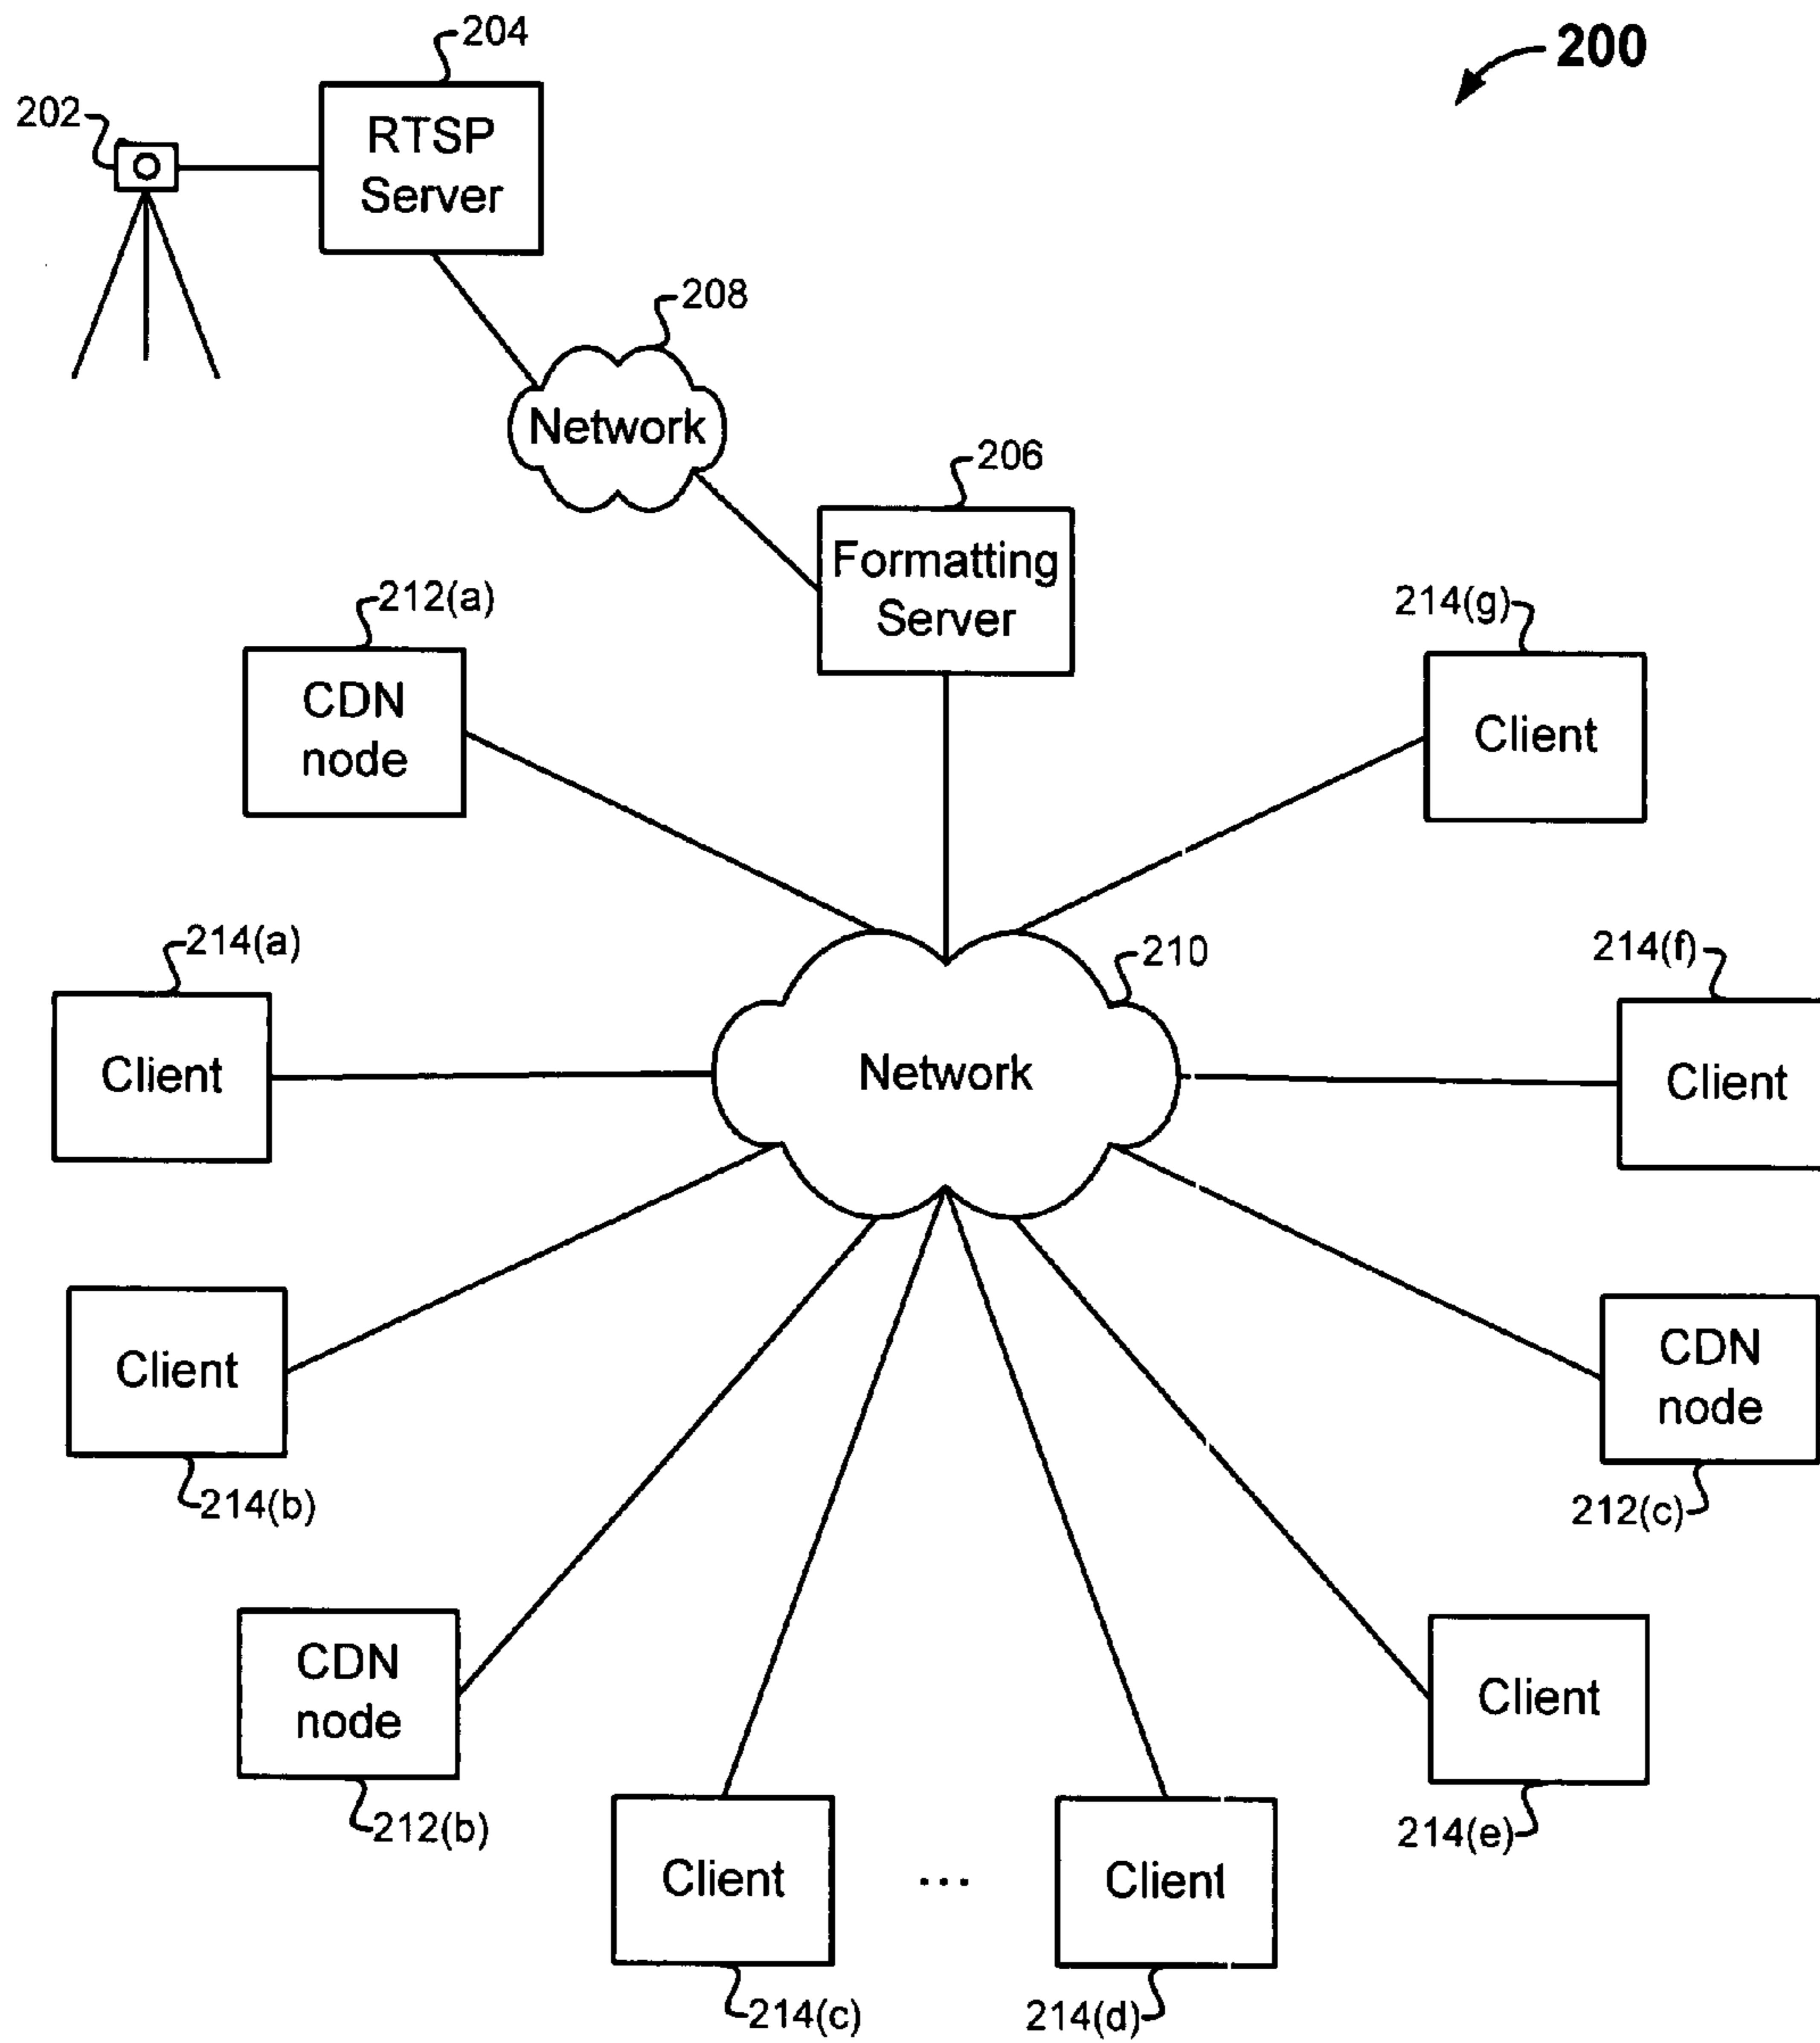 204
200
202
RTSP
Server
208
Network
206
Formatting
Server
212(a)
CDN
node
214(g)
Client
214(a)
Client
210
Network
214(f)
Client
Client
214(b)
CDN
node
212(c)
CDN
node
212(b)
Client
214(e)
Client
...
Client
214(c)
214(d)